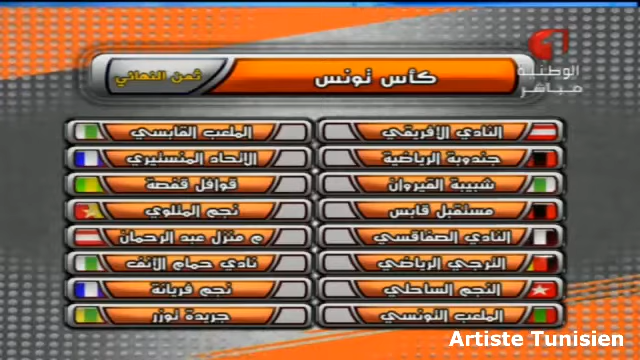 كأس تونس ثمن النهائي
الوطنية
مباشر
النادي الإفريقي الملعب القابسي
جندوبة الرياضية الإتحاد المنستيري
شبيبة القيروان قوافل قفصة
مستقبل قابس نجم المتلوي
النادي الصفاقسي م منزل عبد الرحمان
الترجي الرياضي نادي حمام الأنف
النجم الساحلي نجم فريانة
الملعب التونسي جريدة توزر
Artiste Tunisien